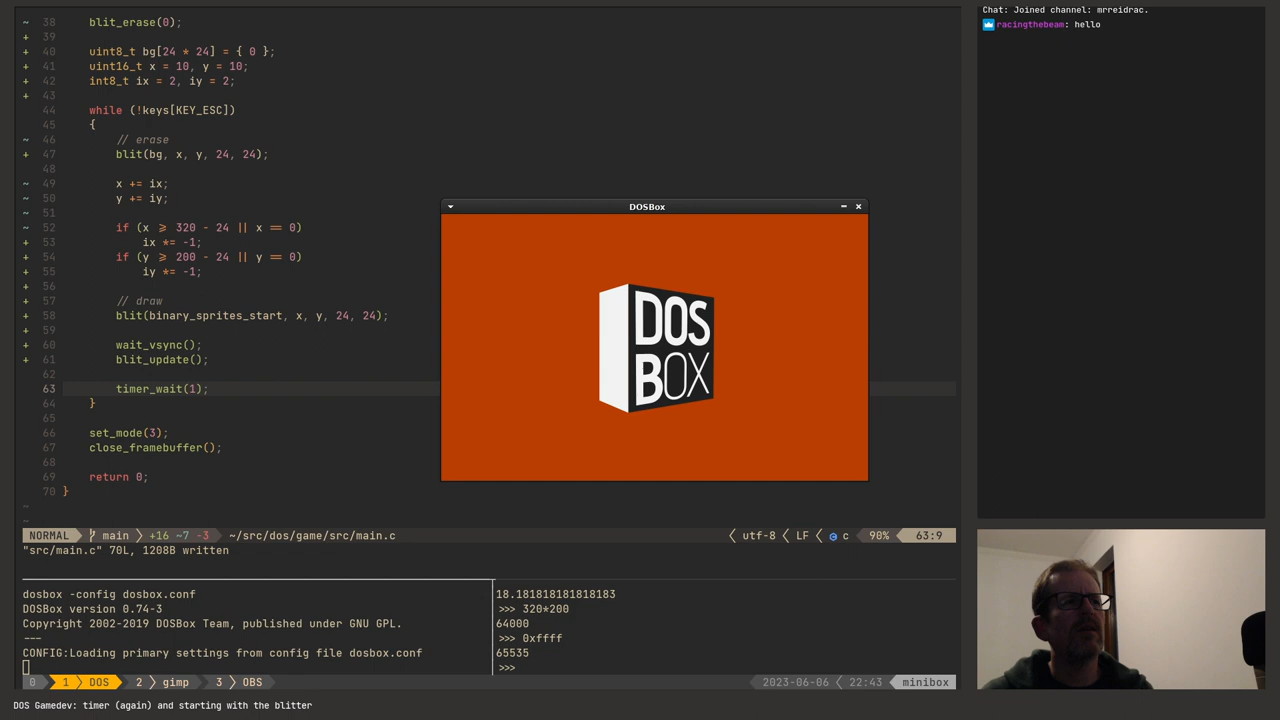 ~ 38 blit_erase(0);
+ 39
+ 40 uint8_t bg[24 * 24] = { 0 };
+ 41 uint16_t x = 10, y = 10;
+ 42 int8_t ix = 2, iy = 2;
+ 43
44 while (!keys[KEY_ESC])
45 {
~ 46 // erase
+ 47 blit(bg, x, y, 24, 24);
48
~ 49 x += ix;
~ 50 y += iy;
~ 51
~ 52 if (x ⩾ 320 - 24 || x == 0)
+ 53 ix *= -1;
+ 54 if (y ⩾ 200 - 24 || y == 0)
+ 55 iy *= -1;
+ 56
+ 57 // draw
+ 58 blit(binary_sprites_start, x, y, 24, 24);
+ 59
+ 60 wait_vsync();
+ 61 blit_update();
62
63 timer_wait(1);
64 }
65
66 set_mode(3);
67 close_framebuffer();
68
69 return 0;
70 }
~
~
NORMAL main +16 ~7 -3 ~/src/dos/game/src/main.c utf-8 LF c 90% 63:9
"src/main.c" 70L, 1208B written
DOSBox
DOS
BOX
dosbox -config dosbox.conf
DOSBox version 0.74-3
Copyright 2002-2019 DOSBox Team, published under GNU GPL.
---
CONFIG:Loading primary settings from config file dosbox.conf
18.181818181818183
>>> 320*200
64000
>>> 0xffff
65535
>>>
0 1 DOS 2 gimp 3 OBS 2023-06-06 22:43 minibox
DOS Gamedev: timer (again) and starting with the blitter
Chat: Joined channel: mrreidrac.
racingthebeam: hello